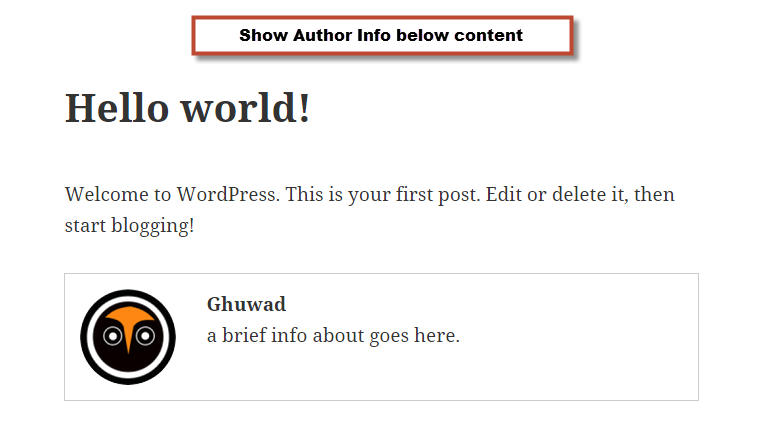 Show Author Info below content
Hello world!
Welcome to WordPress. This is your first post. Edit or delete it, then
start blogging!
Ghuwad
a brief info about goes here.